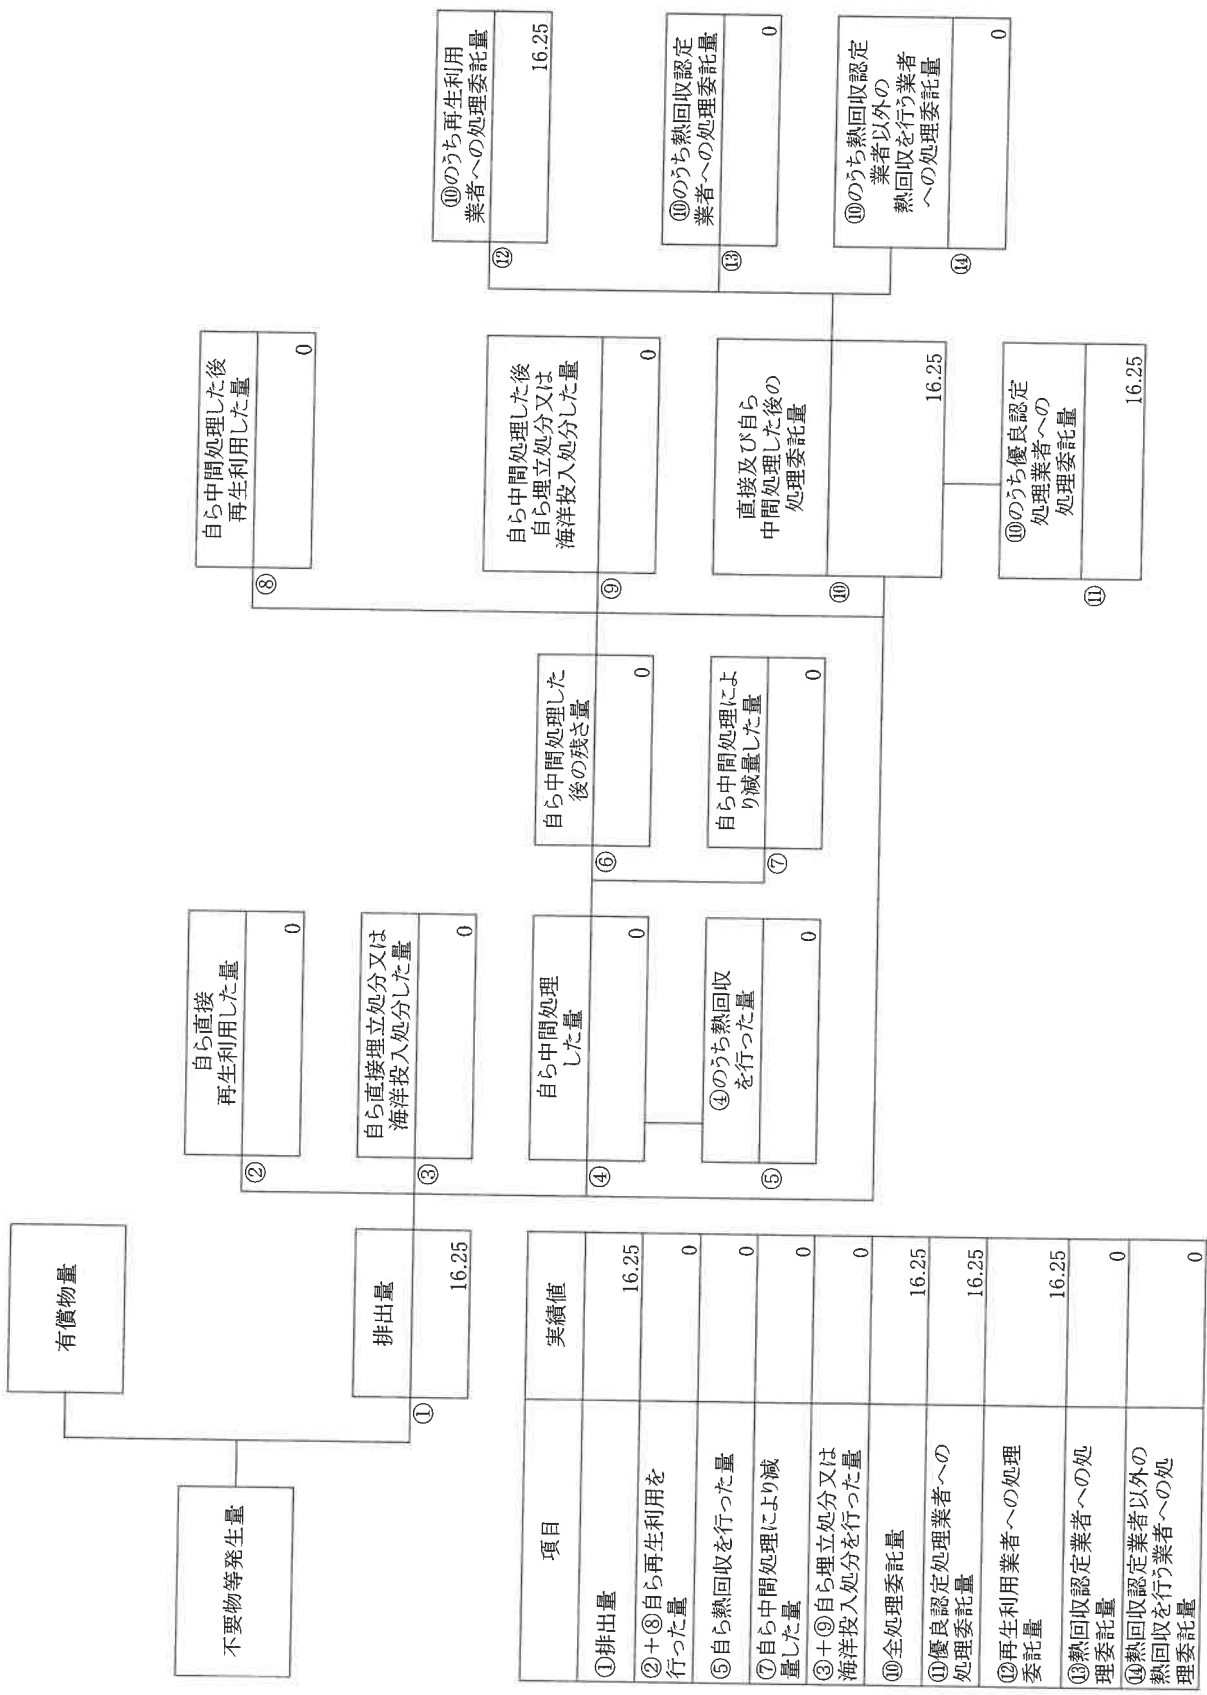 不要物等発生量
有償物量
①
排出量
16.25
②
自ら直接
再生利用した量
0
③
自ら直接埋立処分又は
海洋投入処分した量
0
④
自ら中間処理
した量
0
⑤
④のうち熱回収
を行った量
0
⑥
自ら中間処理した
後の残さ量
0
⑦
自ら中間処理によ
り減量した量
0
⑧
自ら中間処理した後
再生利用した量
0
⑨
自ら中間処理した後
自ら埋立処分又は
海洋投入処分した量
0
⑩
直接及び自ら
中間処理した後の
処理委託量
16.25
⑪
⑩のうち優良認定
処理業者への
処理委託量
16.25
⑫
⑩のうち再生利用
業者への処理委託量
16.25
⑬
⑩のうち熱回収認定
業者への処理委託量
0
⑭
⑩のうち熱回収認定
業者以外の
熱回収を行う業者
への処理委託量
0
項目 実績値
①排出量 16.25
②+⑧自ら再生利用を
行った量 0
⑤自ら熱回収を行った量 0
⑦自ら中間処理により減
量した量 0
③+⑨自ら埋立処分又は
海洋投入処分を行った量 0
⑩全処理委託量 16.25
⑪優良認定処理業者への
処理委託量 16.25
⑫再生利用業者への処理
委託量 16.25
⑬熱回収認定業者への処
理委託量 0
⑭熱回収認定業者以外の
熱回収を行う業者への処
理委託量 0